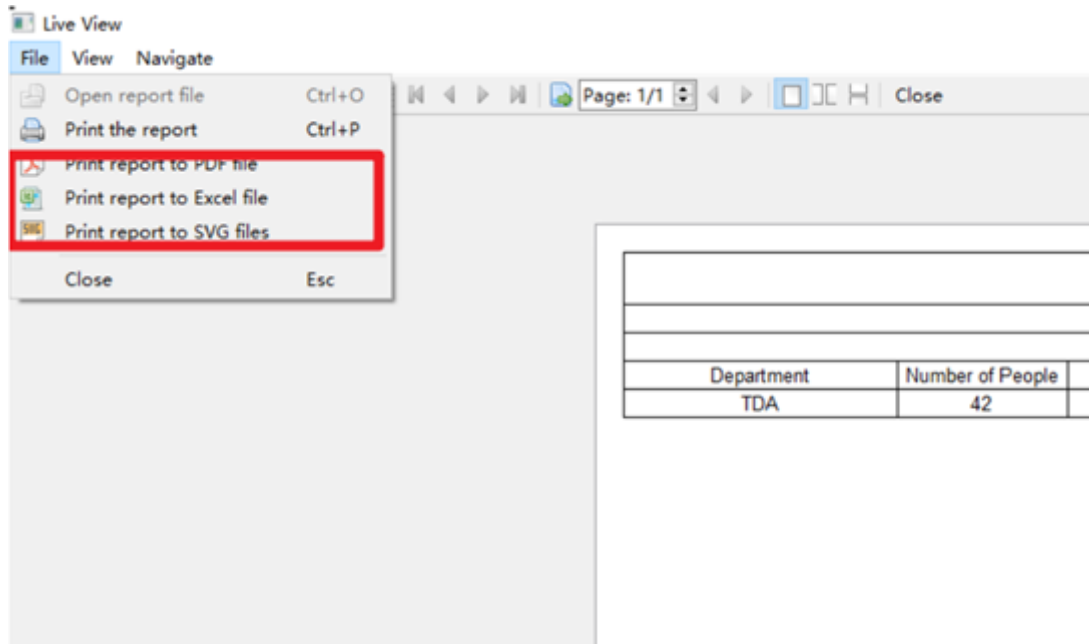 Live View
File View Navigate
Open report file Ctrl+O Page: 1/1 Close
Print the report Ctrl+P
Print report to PDF file
Print report to Excel file
SVG Print report to SVG files
Close Esc
Department Number of People
TDA 42